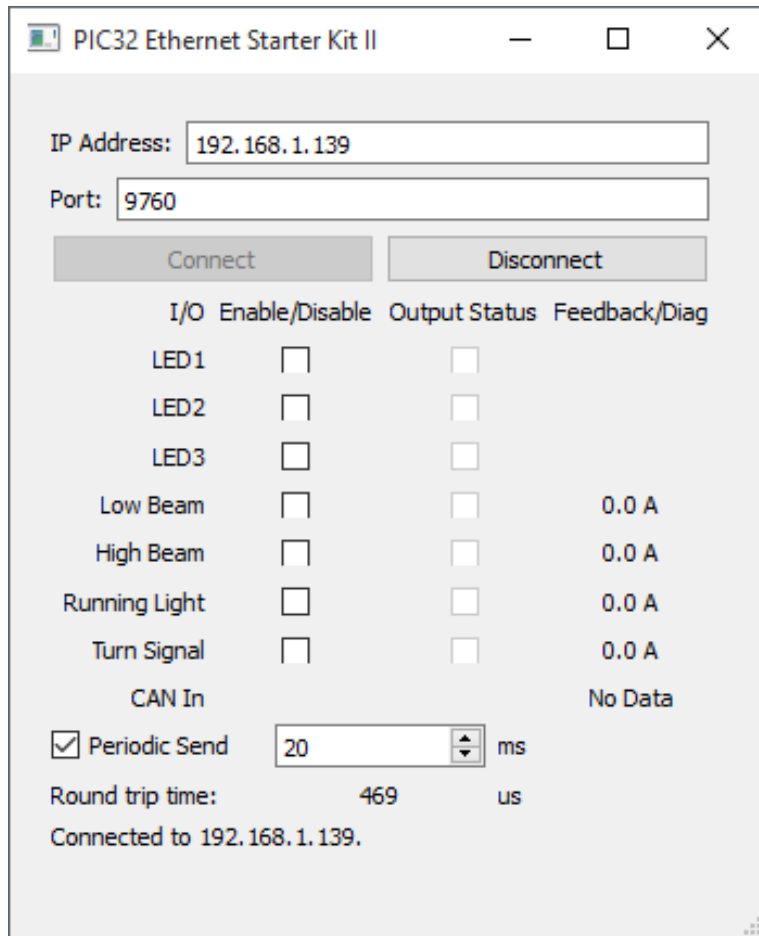 PIC32 Ethernet Starter Kit II
IP Address: 192.168.1.139
Port: 9760
Connect Disconnect
I/O Enable/Disable Output Status Feedback/Diag
LED1
LED2
LED3
Low Beam 0.0 A
High Beam 0.0 A
Running Light 0.0 A
Turn Signal 0.0 A
CAN In No Data
Periodic Send 20 ms
Round trip time: 469 us
Connected to 192.168.1.139.